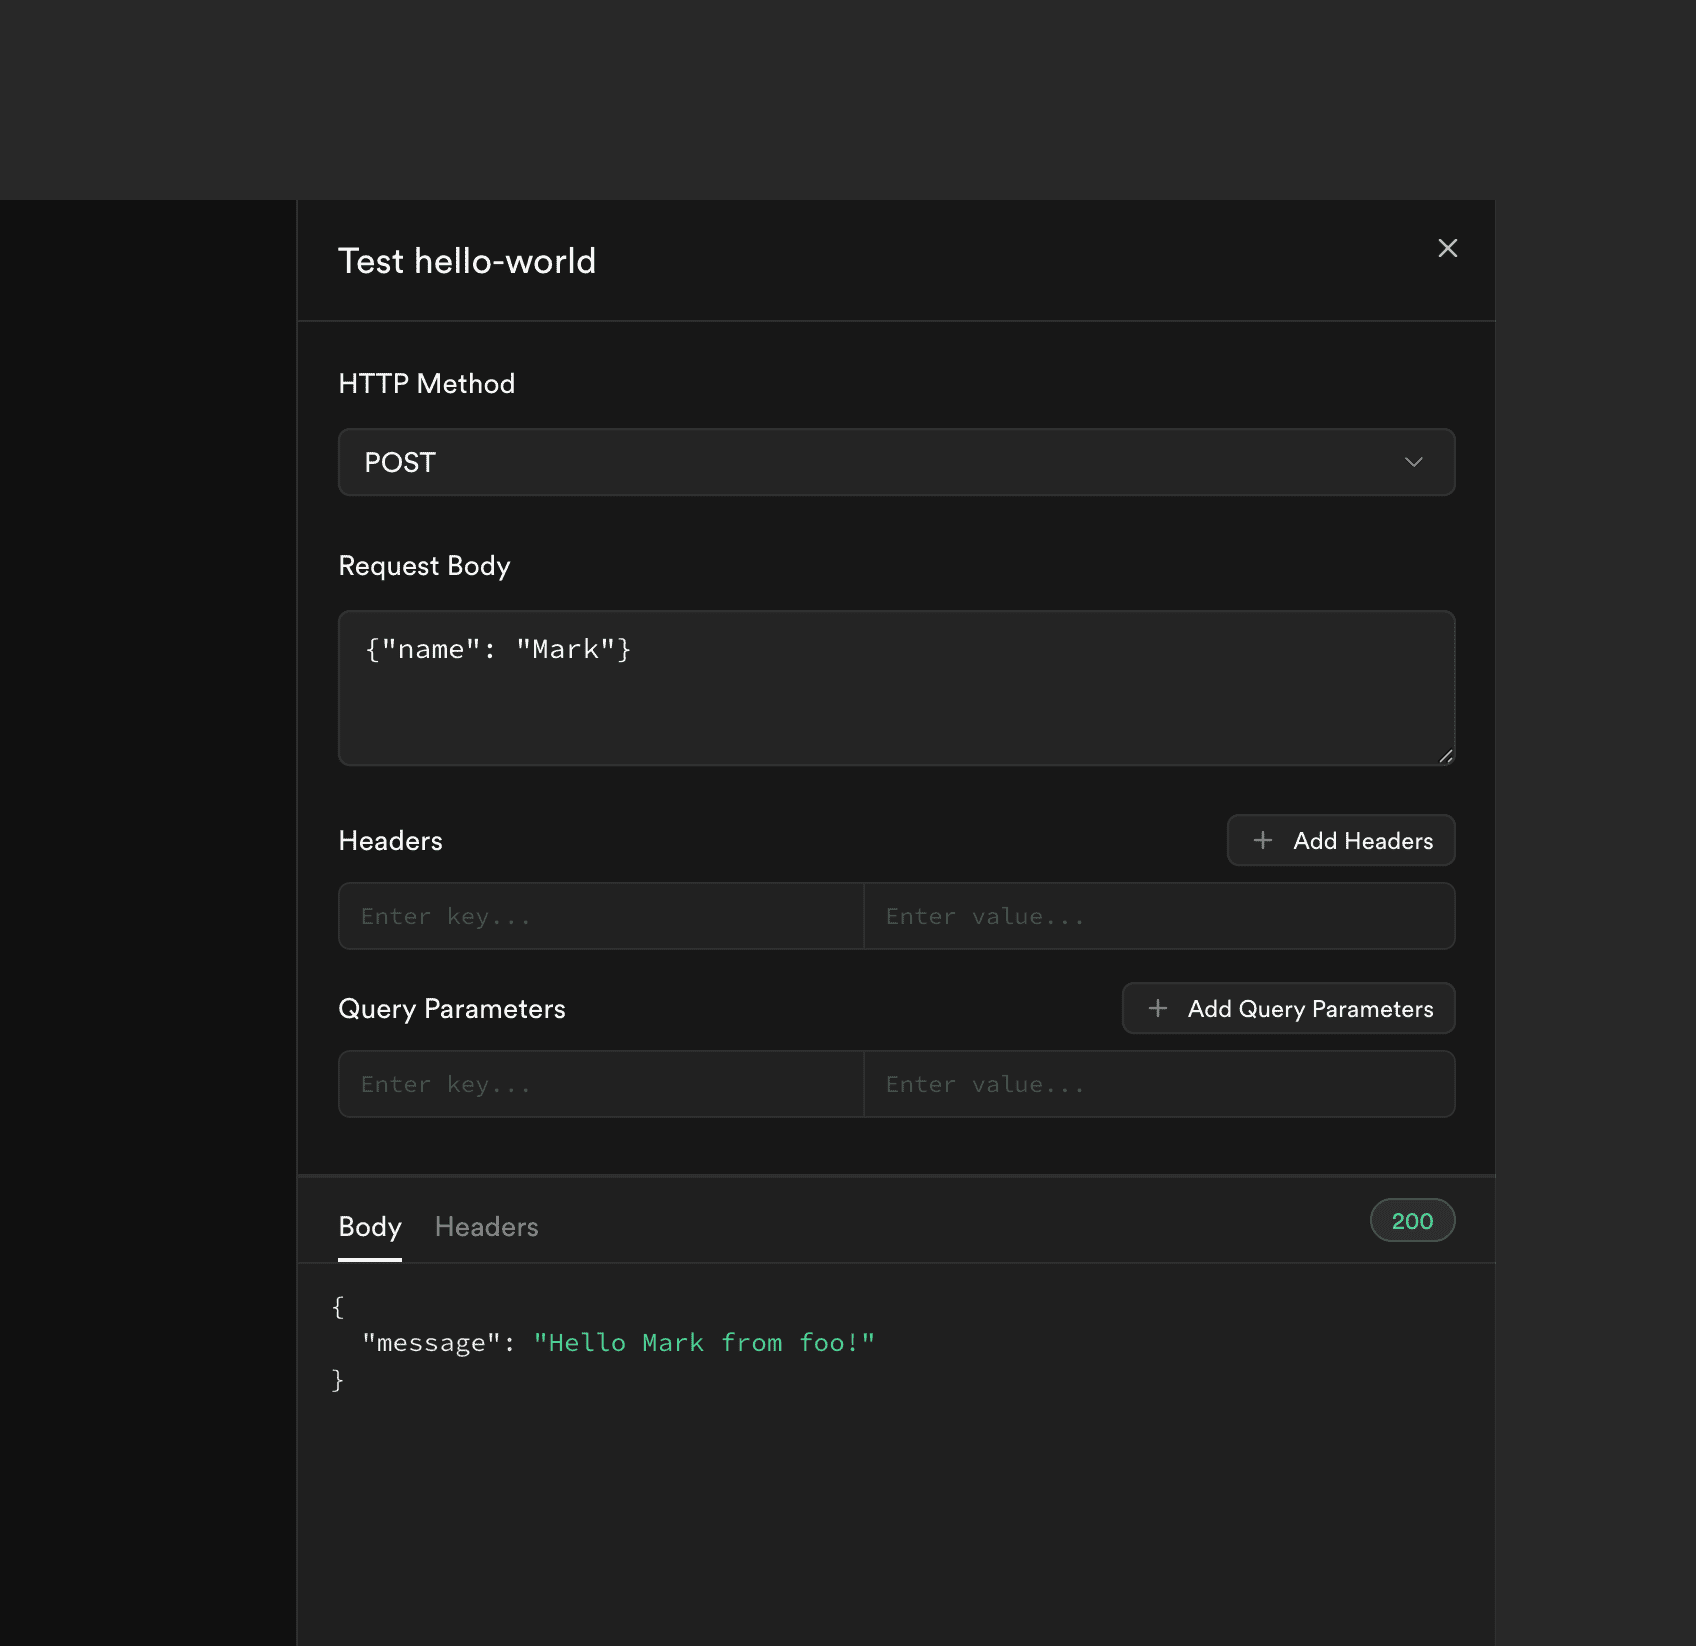 Test hello-world
HTTP Method
POST
Request Body
{"name": "Mark"}
Headers
Add Headers
Enter key...
Enter value...
Query Parameters
Add Query Parameters
Enter key...
Enter value...
Body
Headers
200
{
  "message": "Hello Mark from foo!"
}